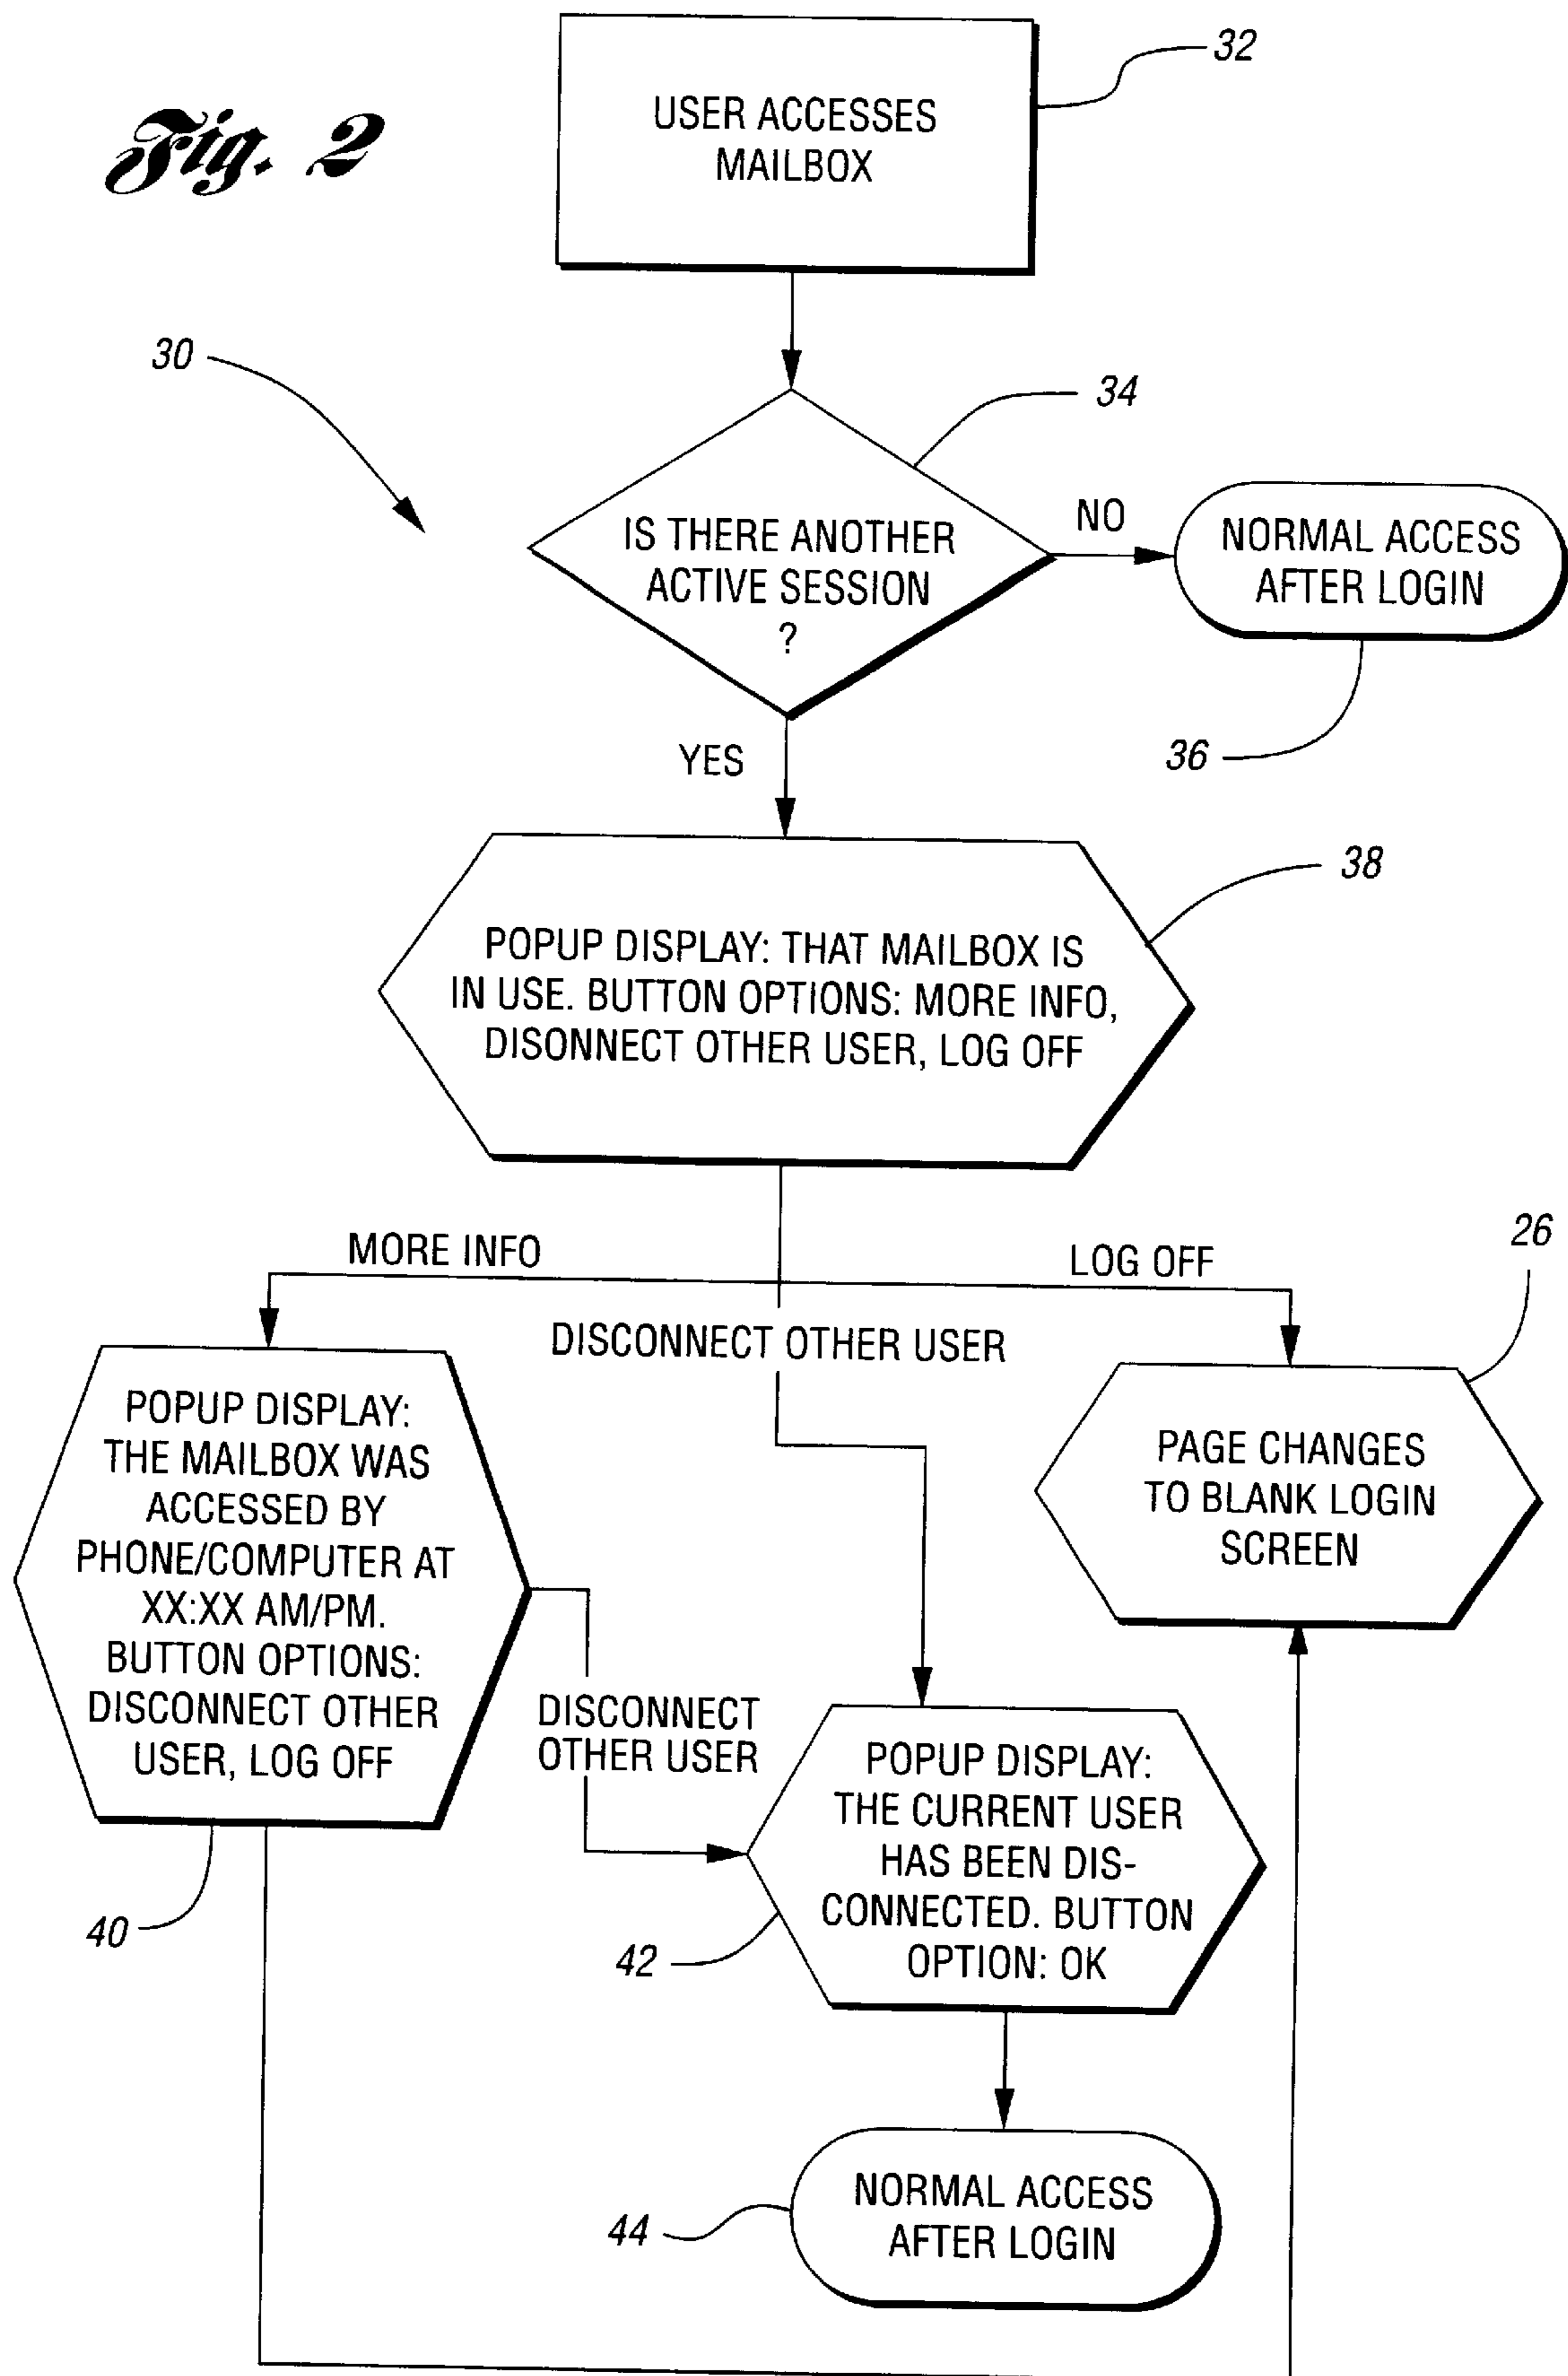 Fig. 2
32
USER ACCESSES
MAILBOX
30
34
IS THERE ANOTHER
ACTIVE SESSION
?
NO
NORMAL ACCESS
AFTER LOGIN
36
YES
38
POPUP DISPLAY: THAT MAILBOX IS
IN USE. BUTTON OPTIONS: MORE INFO,
DISONNECT OTHER USER, LOG OFF
MORE INFO
LOG OFF
26
DISCONNECT OTHER USER
POPUP DISPLAY:
THE MAILBOX WAS
ACCESSED BY
PHONE/COMPUTER AT
XX:XX AM/PM.
BUTTON OPTIONS:
DISCONNECT OTHER
USER, LOG OFF
PAGE CHANGES
TO BLANK LOGIN
SCREEN
DISCONNECT
OTHER USER
40
POPUP DISPLAY:
THE CURRENT USER
HAS BEEN DIS-
CONNECTED. BUTTON
OPTION: OK
42
NORMAL ACCESS
AFTER LOGIN
44